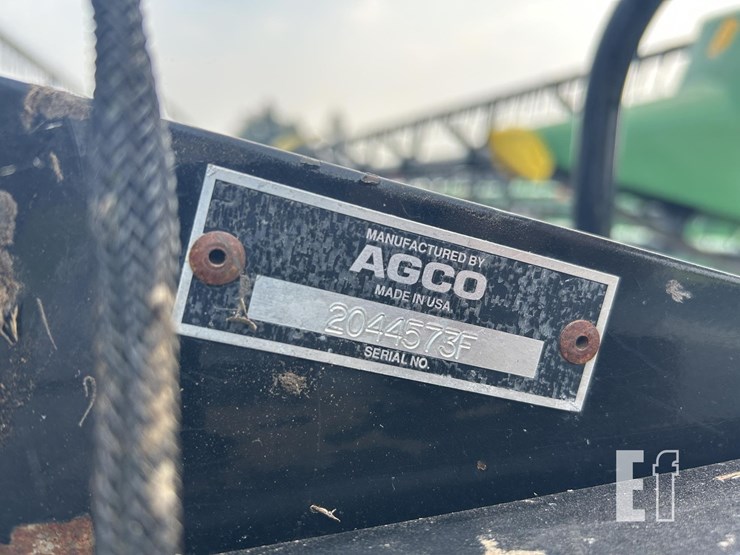 MANUFACTURED BY
AGCO
MADE IN USA
2044573F
SERIAL NO.
Ef